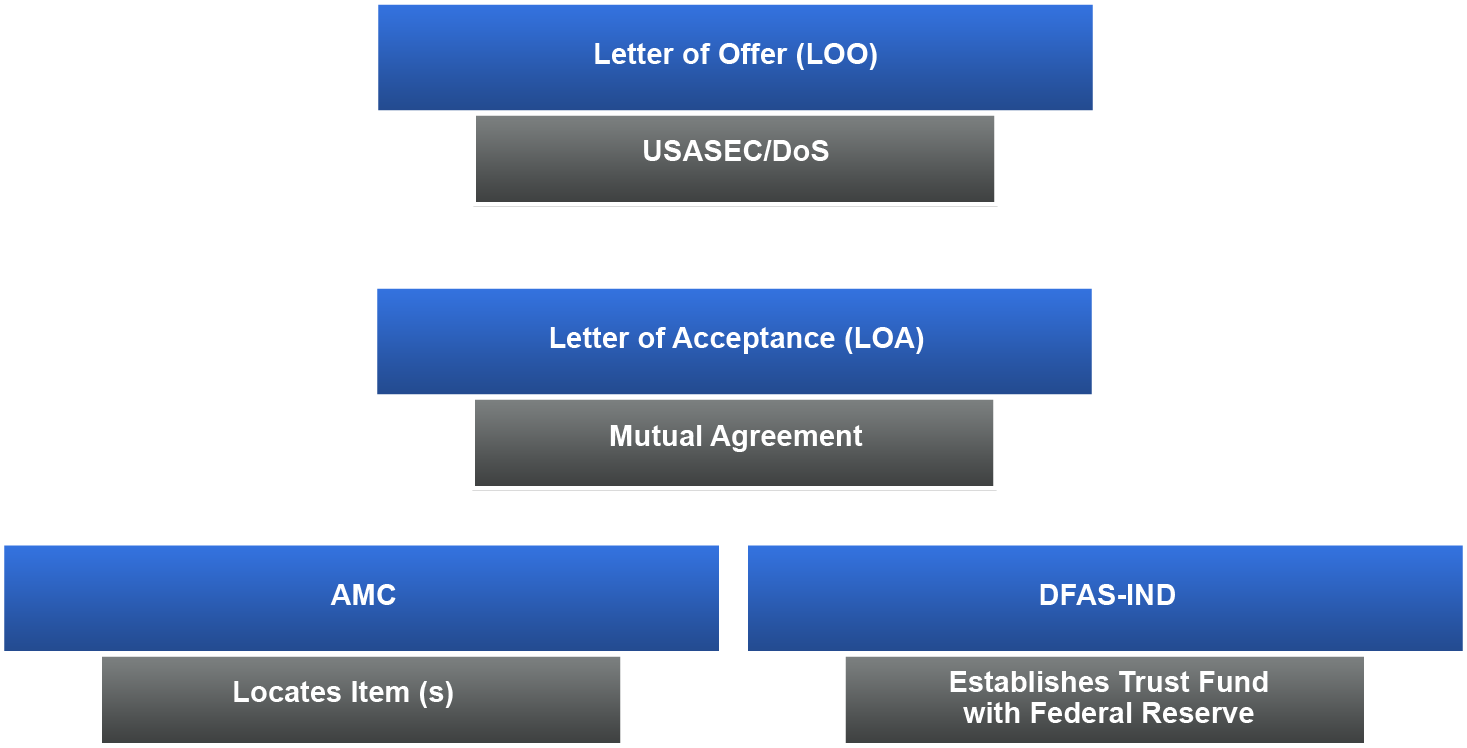 Letter of Offer (LOO)
USASEC/DoS
Letter of Acceptance (LOA)
Mutual Agreement
AMC
Locates Item (s)
DFAS-IND
Establishes Trust Fund
with Federal Reserve